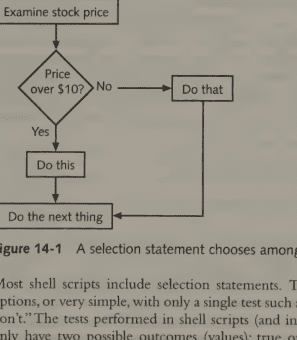 Examine stock price
Price
over $10?
No
Do that
Yes
Do this
Do the next thing
Figure 14-1 A selection statement chooses among
Most shell scripts include selection statements. T
ptions, or very simple, with only a single test such
on't." The tests performed in shell scripts (and in
nly have two possible outcomes (values): true o